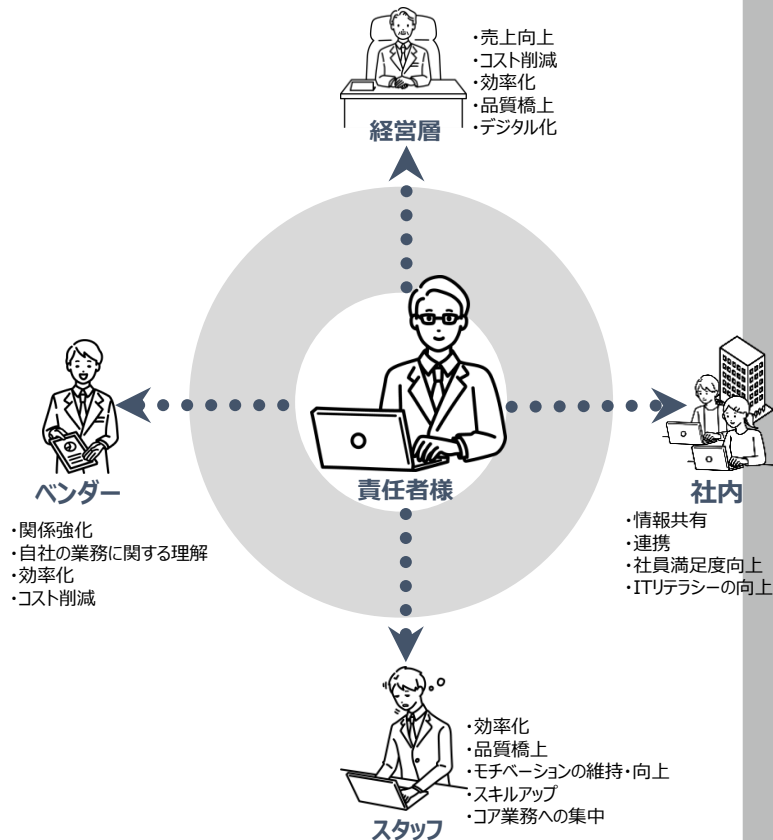 ・売上向上
・コスト削減
・効率化
・品質橋上
・デジタル化
経営層
ベンダー
・関係強化
・自社の業務に関する理解
・効率化
・コスト削減
責任者様
社内
・情報共有
・連携
・社員満足度向上
・ITリテラシーの向上
・効率化
・品質橋上
・モチベーションの維持・向上
・スキルアップ
・コア業務への集中
スタッフ